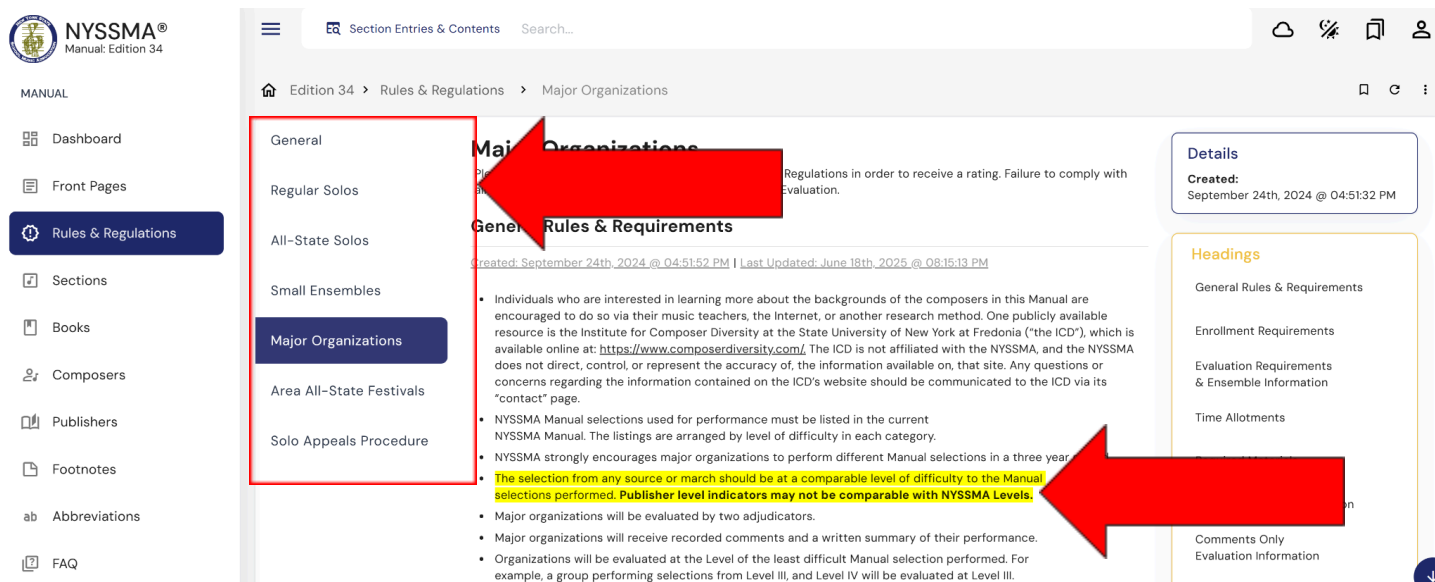 NYSSMA®
Manual: Edition 34
Section Entries & Contents Search...
MANUAL
Dashboard
Front Pages
Rules & Regulations
Sections
Books
Composers
Publishers
Footnotes
ab Abbreviations
FAQ
Edition 34 > Rules & Regulations > Major Organizations
General
Regular Solos
All-State Solos
Small Ensembles
Major Organizations
Area All-State Festivals
Solo Appeals Procedure
Organizations
Regulations in order to receive a rating. Failure to comply with
Evaluation.
Rules & Requirements
Created: September 24th, 2024 @ 04:51:52 PM | Last Updated: June 18th, 2025 @ 08:15:13 PM
• Individuals who are interested in learning more about the backgrounds of the composers in this Manual are
encouraged to do so via their music teachers, the Internet, or another research method. One publicly available
resource is the Institute for Composer Diversity at the State University of New York at Fredonia (“the ICD”), which is
available online at: https://www.composerdiversity.com/. The ICD is not affiliated with the NYSSMA, and the NYSSMA
does not direct, control, or represent the accuracy of, the information available on, that site. Any questions or
concerns regarding the information contained on the ICD’s website should be communicated to the ICD via its
“contact” page.
• NYSSMA Manual selections used for performance must be listed in the current
NYSSMA Manual. The listings are arranged by level of difficulty in each category.
• NYSSMA strongly encourages major organizations to perform different Manual selections in a three year
• The selection from any source or march should be at a comparable level of difficulty to the Manual
selections performed. Publisher level indicators may not be comparable with NYSSMA Levels.
• Major organizations will be evaluated by two adjudicators.
• Major organizations will receive recorded comments and a written summary of their performance.
• Organizations will be evaluated at the Level of the least difficult Manual selection performed. For
example, a group performing selections from Level III, and Level IV will be evaluated at Level III.
Details
Created:
September 24th, 2024 @ 04:51:32 PM
Headings
General Rules & Requirements
Enrollment Requirements
Evaluation Requirements
& Ensemble Information
Time Allotments
Comments Only
Evaluation Information